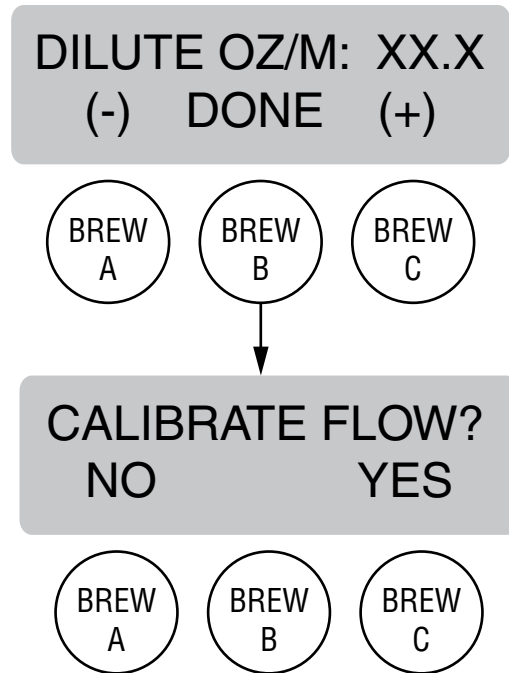 DILUTE OZ/M: XX.X
(-) DONE (+)
BREW BREW BREW
A B C
CALIBRATE FLOW?
NO YES
BREW BREW BREW
A B C